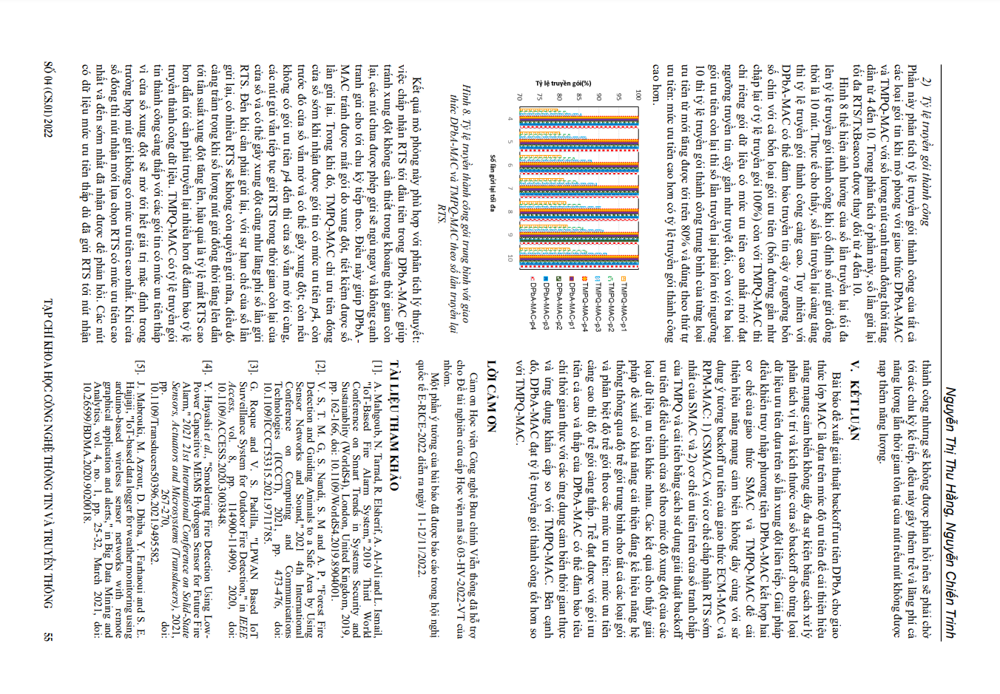 Nguyễn Thị Thu Hằng, Nguyễn Chiến Trinh
2) Tỷ lệ truyền gói thành công
Phần này phân tích tỷ lệ truyền gói thành công của tất cả
các loại gói tin khi mô phỏng với giao thức DPbA-MAC
và TMPQ-MAC với số lượng nút cạnh tranh đồng thời tăng
dần từ 4 đến 10. Trong phân tích ở phần này, số lần gửi lại
tối đa RTS/TxBeacon được thay đổi từ 4 đến 10.
Hình 8 thể hiện ảnh hưởng của số lần truyền lại tối đa
lên tỷ lệ truyền gói thành công khi cố định số nút gửi đồng
thời là 10 nút. Thực tế cho thấy, số lần truyền lại càng tăng
thì tỷ lệ truyền gói thành công càng cao. Tuy nhiên với
DPbA-MAC có thể đảm bảo truyền tin cậy ở ngưỡng bốn
số chín với cả bốn loại gói ưu tiên (bốn đường gần như
chập lại ở tỷ lệ truyền gói 100%) còn với TMPQ-MAC thì
chỉ riêng gói dữ liệu có mức ưu tiên cao nhất mới đạt
ngưỡng truyền tin cậy gần như tuyệt đối, còn với ba loại
gói ưu tiên còn lại thì số lần truyền lại phải lớn tới ngưỡng
10 thì tỷ lệ truyền gói thành công trung bình của từng loại
ưu tiên từ mới tăng được tới trên 80% và đúng theo thứ tự
ưu tiên: mức ưu tiên cao hơn có tỷ lệ truyền gói thành công
cao hơn.
Tỷ lệ truyền gói(%)
100
95
90
85
80
75
70
4
5
6
7
8
9
10
Số lần gửi lại tối đa
TMPQ-MAC-p1
TMPQ-MAC-p2
TMPQ-MAC-p3
TMPQ-MAC-p4
DPbA-MAC-p1
DPbA-MAC-p2
DPbA-MAC-p3
DPbA-MAC-p4
Hình 8. Tỷ lệ truyền thành công gói trung bình với giao
thức DPbA-MAC và TMPQ-MAC theo số lần truyền lại
RTS.
Kết quả mô phỏng này phù hợp với phân tích lý thuyết:
việc chấp nhận RTS tới đầu tiên trong DPbA-MAC giúp
tránh xung đột không cần thiết trong khoảng thời gian còn
lại, các nút chưa được phép gửi sẽ ngủ ngay và không cạnh
tranh gửi cho tới chu kỳ tiếp theo. Điều này giúp DPbA-
MAC tránh được mất gói do xung đột, tiết kiệm được số
lần gửi lại. Trong khi đó, TMPQ-MAC chỉ ưu tiên đóng
cửa sổ sớm khi nhận được gói tin có mức ưu tiên p4, còn
trước đó cửa sổ vẫn mở và có thể gây xung đột; còn nếu
không có gói ưu tiên p4 đến thì cửa sổ vẫn mở tới cùng,
các nút gửi vẫn tiếp tục gửi RTS trong thời gian còn lại của
cửa sổ và có thể gây xung đột cũng như lãng phí số lần gửi
RTS. Đến khi cần phải gửi lại, với sự hạn chế của số lần
gửi lại, có nhiều RTS sẽ không còn quyền gửi nữa, điều đó
càng trầm trọng khi số lượng nút gửi đồng thời tăng lên dẫn
tới tần suất xung đột tăng lên, hậu quả là tỷ lệ mất RTS cao
hơn dẫn tới cần phải truyền lại nhiều hơn để đảm bảo tỷ lệ
truyền thành công dữ liệu. TMPQ-MAC có tỷ lệ truyền gói
tin thành công càng thấp với các gói tin có mức ưu tiên thấp
vì cửa sổ xung đột sẽ mở tới hết giá trị mặc định trong
trường hợp nút gửi không có mức ưu tiên cao nhất. Khi cửa
số đóng thì nút nhận mới lựa chọn RTS có mức ưu tiên cao
nhất và đến sớm nhất đã nhận được để phản hồi. Các nút
có dữ liệu mức ưu tiên thấp dù đã gửi RTS tới nút nhận
thành công nhưng sẽ không được phản hồi nên sẽ phải chờ
tới các chu kỳ kế tiếp, điều này gây thêm trễ và lãng phí cả
năng lượng lẫn thời gian tồn tại của nút nếu nút không được
nạp thêm năng lượng.
V. KẾT LUẬN
Bài báo đề xuất giải thuật backoff ưu tiên DPbA cho giao
thức lớp MAC là dựa trên mức độ ưu tiên để cải thiện hiệu
năng mạng cảm biến không dây đa sự kiện bằng cách xử lý
phân tách vị trí và kích thước cửa sổ backoff cho từng loại
dữ liệu ưu tiên dựa trên số lần xung đột liên tiếp. Giải pháp
điều khiển truy nhập phương tiện DPbA-MAC kết hợp hai
cơ chế của giao thức SMAC và TMPQ-MAC để cải
thiện hiệu năng mạng cảm biến không dây cùng với sử
dụng ý tưởng backoff ưu tiên của giao thức ECM-MAC và
RPM-MAC: 1) CSMA/CA với cơ chế chấp nhận RTS sớm
nhất của SMAC và 2) cơ chế ưu tiên trên cửa sổ tranh chấp
của TMPQ và cải tiến bằng cách sử dụng giải thuật backoff
ưu tiên để điều chỉnh cửa sổ theo mức độ xung đột của các
loại dữ liệu ưu tiên khác nhau. Các kết quả cho thấy giải
pháp đề xuất có khả năng cải thiện đáng kể hiệu năng hệ
thống thông qua độ trễ gói trung bình cho tất cả các loại gói
và phân biệt độ trễ gói theo các mức ưu tiên: mức ưu tiên
càng cao thì độ trễ gói càng thấp. Trễ đạt được với gói ưu
tiên cả cao và thấp của DPbA-MAC có thể đảm bảo tiêu
chí thời gian thực với các ứng dụng cảm biến thời gian thực
và ứng dụng khẩn cấp so với TMPQ-MAC. Bên cạnh
đó, DPbA-MAC đạt tỷ lệ truyền gói thành công tốt hơn so
với TMPQ-MAC.
LỜI CẢM ƠN
Cảm ơn Học viện Công nghệ Bưu chính Viễn thông đã hỗ trợ
cho Đề tài nghiên cứu cấp Học viện mã số 03-HV-2022-VT của
nhóm.
Một phần ý tưởng của bài báo đã được báo cáo trong hội nghị
quốc tế E-RICE-2022 diễn ra ngày 11-12/11/2022.
TÀI LIỆU THAM KHẢO
[1]. A. Mahgoub, N. Tarrad, R. Elsherif, A. Al-Ali and L. Ismail,
"IoT-Based Fire Alarm System," 2019 Third World
Conference on Smart Trends in Systems Security and
Sustainablity (WorldS4), London, United Kingdom, 2019,
pp. 162-166, doi: 10.1109/WorldS4.2019.8904001.
[2]. V. S, T. M. G, S. Nandi, S. M and A. P, "Forest Fire
Detection and Guiding Animals to a Safe Area by Using
Sensor Networks and Sound," 2021 4th International
Conference on Computing and Communications
Technologies (ICCCT), 2021, pp. 473-476, doi:
10.1109/ICCCT53315.2021.9711785.
[3]. G. Roque and V. S. Padilla, "LPWAN Based IoT
Surveillance System for Outdoor Fire Detection," in IEEE
Access, vol. 8, pp. 114900-114909, 2020, doi:
10.1109/ACCESS.2020.3003848.
[4]. Y. Hayashi et al., "Smoldering Fire Detection Using Low-
Power Capacitive MEMS Hydrogen Sensor for Future Fire
Alarm," 2021 21st International Conference on Solid-State
Sensors, Actuators and Microsystems (Transducers), 2021,
pp. 267-270, doi:
10.1109/Transducers50396.2021.9495582.
[5]. J. Mabrouki, M. Azrour, D. Dhiba, Y. Farhaoui and S. E.
Hajjaji, "IoT-based data logger for weather monitoring using
arduino-based wireless sensor networks with remote
graphical application and alerts," in Big Data Mining and
Analytics, vol. 4, no. 1, pp. 25-32, March 2021, doi:
10.26599/BDMA.2020.9020018.
SỐ 04 (CS.01) 2022
TẠP CHÍ KHOA HỌC CÔNG NGHỆ THÔNG TIN VÀ TRUYỀN THÔNG
55